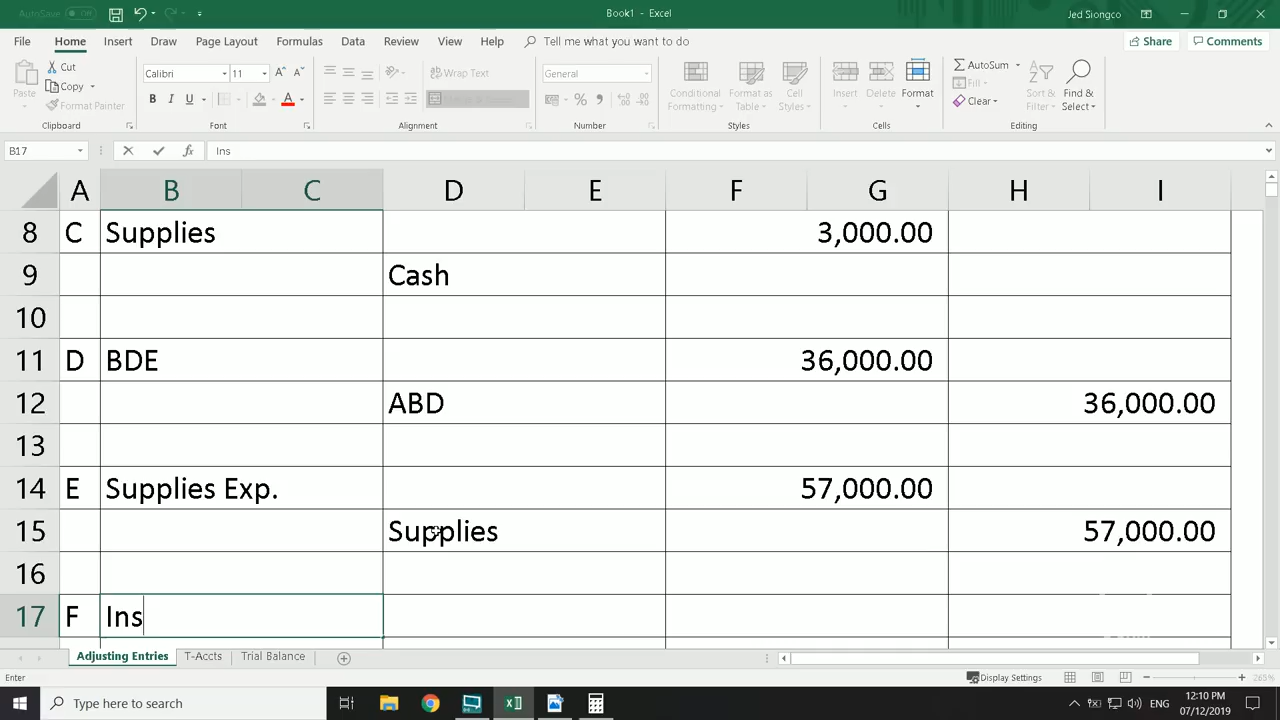 AutoSave Off
Book1 - Excel
Jed Siongco
File Home Insert Draw Page Layout Formulas Data Review View Help Tell me what you want to do
Share Comments
Paste
Cut
Copy
Format Painter
Calibri 11
B I U A
Wrap Text
General
Conditional Formatting
Format as Table
Cell Styles
Insert
Delete
Format
AutoSum
Fill
Clear
Sort & Filter
Find & Select
Clipboard Font Alignment Number Styles Cells Editing
B17 fx Ins
A B C D E F G H I
8 C Supplies 3,000.00
9 Cash
10
11 D BDE 36,000.00
12 ABD 36,000.00
13
14 E Supplies Exp. 57,000.00
15 Supplies 57,000.00
16
17 F Ins
Adjusting Entries T-Accts Trial Balance
Enter Display Settings 265%
Type here to search
ENG
12:10 PM
07/12/2019